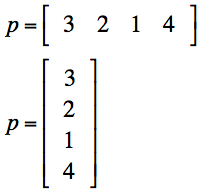 p = [ 3 2 1 4 ]
p = [ 3
2
1
4 ]